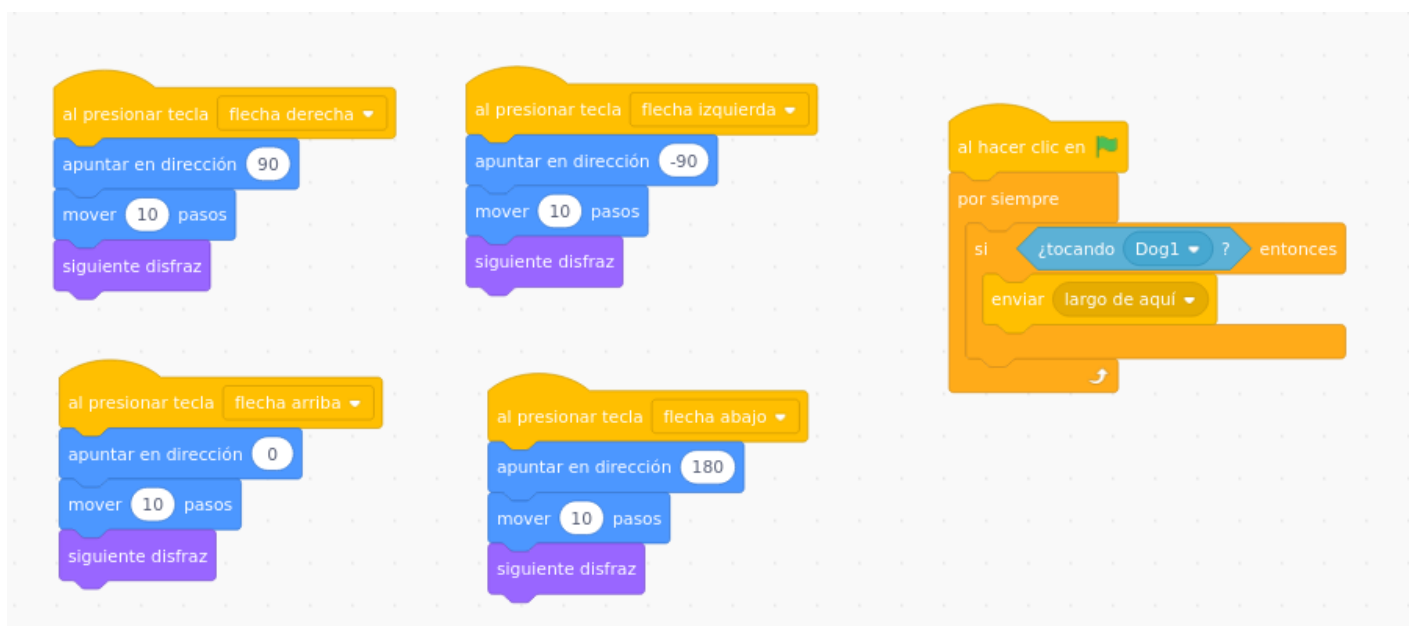 al presionar tecla flecha derecha
apuntar en dirección 90
mover 10 pasos
siguiente disfraz
al presionar tecla flecha izquierda
apuntar en dirección -90
mover 10 pasos
siguiente disfraz
al hacer clic en
por siempre
si ¿tocando Dog1 ? entonces
enviar largo de aquí
al presionar tecla flecha arriba
apuntar en dirección 0
mover 10 pasos
siguiente disfraz
al presionar tecla flecha abajo
apuntar en dirección 180
mover 10 pasos
siguiente disfraz